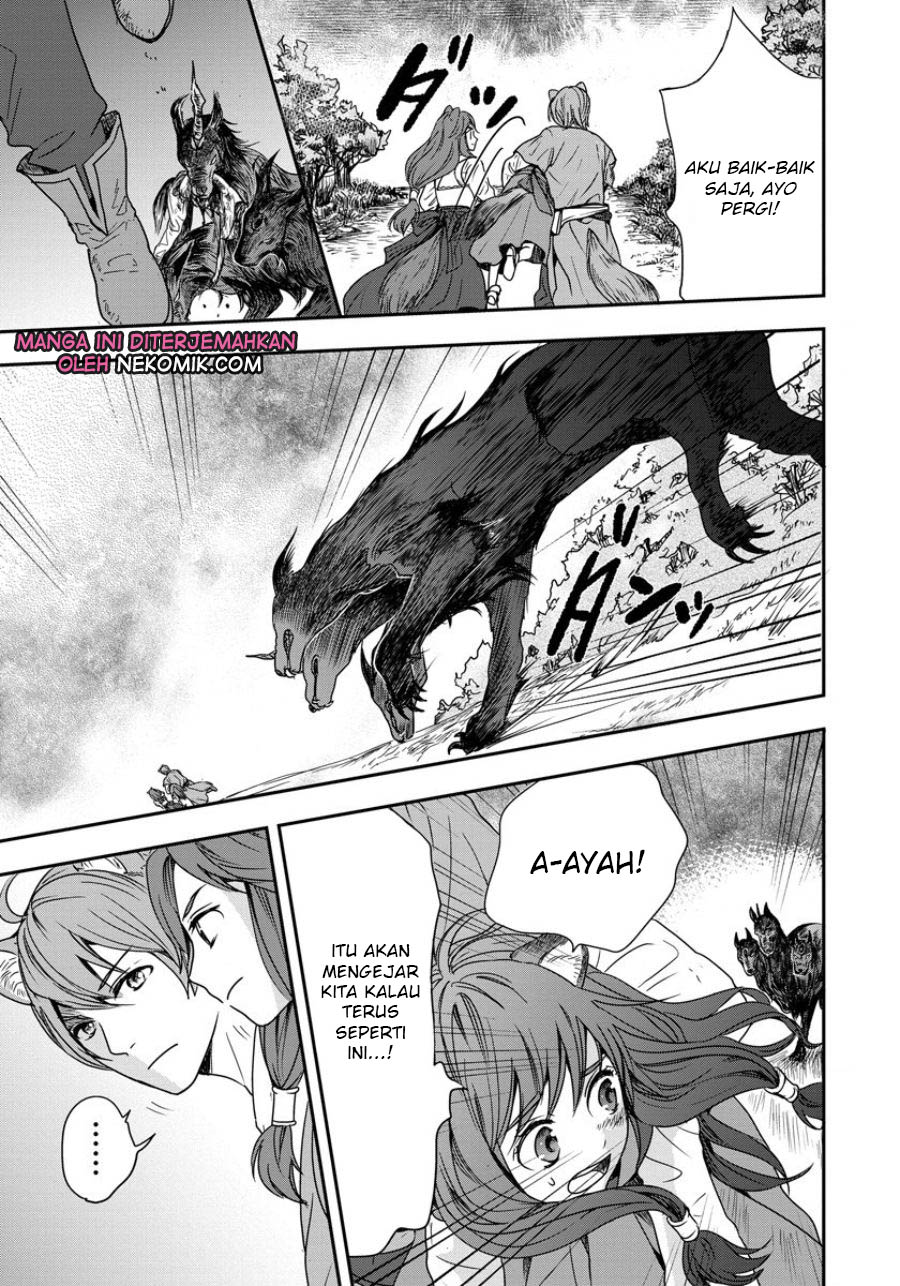 AKU BAIK-BAIK
SAJA, AYO
PERGI!
ダッ
MANGA INI DITERJEMAHKAN
OLEH NEKOMIK.COM
ダンッ
A-AYAH!
ITU AKAN
MENGEJAR
KITA KALAU
TERUS
SEPERTI
INI...!
.....